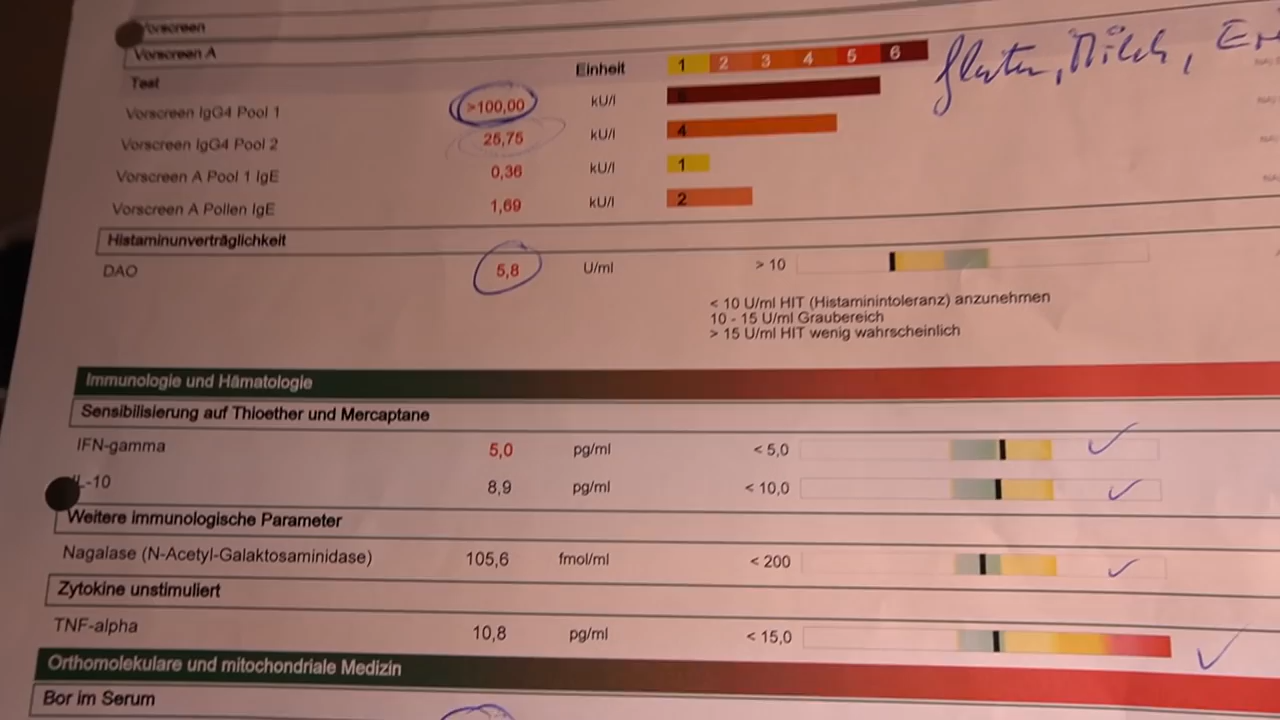 Vorscreen
Vorscreen A
Test Einheit 1 2 3 4 5 6
Gluten, Milch,
Vorscreen IgG4 Pool 1 >100,00 kU/l
Vorscreen IgG4 Pool 2 25,75 kU/l 4
Vorscreen A Pool 1 IgE 0,36 kU/l 1
Vorscreen A Pollen IgE 1,69 kU/l 2
Histaminunverträglichkeit
DAO 5,8 U/ml > 10
< 10 U/ml HIT (Histaminintoleranz) anzunehmen
10 - 15 U/ml Graubereich
> 15 U/ml HIT wenig wahrscheinlich
Immunologie und Hämatologie
Sensibilisierung auf Thioether und Mercaptane
IFN-gamma 5,0 pg/ml < 5,0
IL-10 8,9 pg/ml < 10,0
Weitere immunologische Parameter
Nagalase (N-Acetyl-Galaktosaminidase) 105,6 fmol/ml < 200
Zytokine unstimuliert
TNF-alpha 10,8 pg/ml < 15,0
Orthomolekulare und mitochondriale Medizin
Bor im Serum